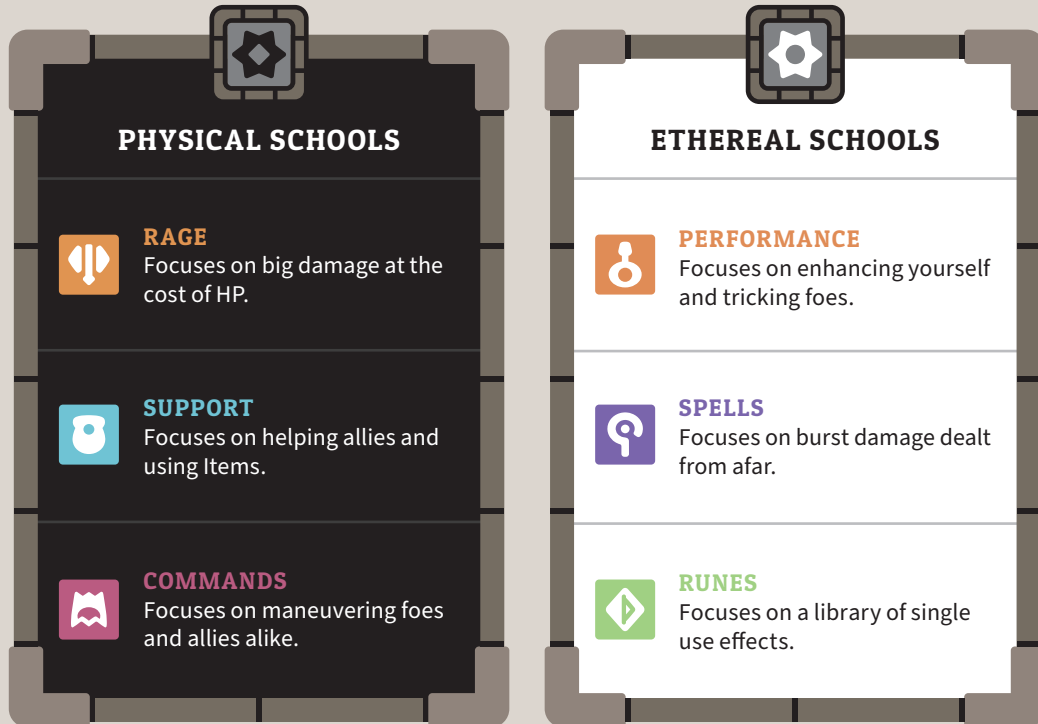 PHYSICAL SCHOOLS
RAGE
Focuses on big damage at the
cost of HP.
SUPPORT
Focuses on helping allies and
using Items.
COMMANDS
Focuses on maneuvering foes
and allies alike.
ETHEREAL SCHOOLS
PERFORMANCE
Focuses on enhancing yourself
and tricking foes.
SPELLS
Focuses on burst damage dealt
from afar.
RUNES
Focuses on a library of single
use effects.